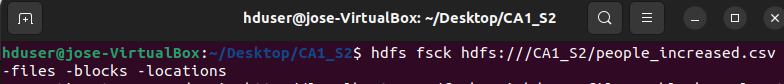 hduser@jose-VirtualBox: ~/Desktop/CA1_S2
hduser@jose-VirtualBox:~/Desktop/CA1_S2$ hdfs fsck hdfs:///CA1_S2/people_increased.csv
-files -blocks -locations